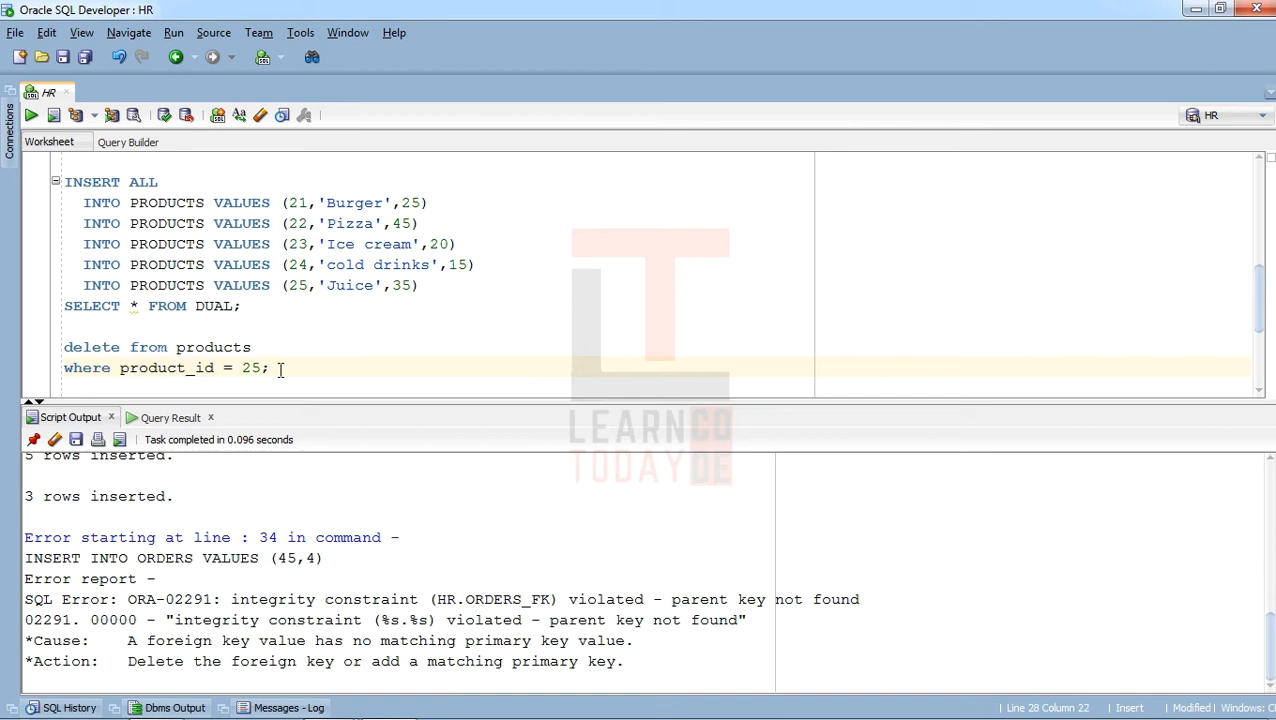 Oracle SQL Developer : HR
File Edit View Navigate Run Source Team Tools Window Help
HR
HR
Connections
Worksheet Query Builder
INSERT ALL
INTO PRODUCTS VALUES (21,'Burger',25)
INTO PRODUCTS VALUES (22,'Pizza',45)
INTO PRODUCTS VALUES (23,'Ice cream',20)
INTO PRODUCTS VALUES (24,'cold drinks',15)
INTO PRODUCTS VALUES (25,'Juice',35)
SELECT * FROM DUAL;
delete from products
where product_id = 25;
LEARNCO
TODAYDE
Script Output Query Result
Task completed in 0.096 seconds
5 rows inserted.
3 rows inserted.
Error starting at line : 34 in command -
INSERT INTO ORDERS VALUES (45,4)
Error report -
SQL Error: ORA-02291: integrity constraint (HR.ORDERS_FK) violated - parent key not found
02291. 00000 - "integrity constraint (%s.%s) violated - parent key not found"
*Cause: A foreign key value has no matching primary key value.
*Action: Delete the foreign key or add a matching primary key.
SQL History Dbms Output Messages - Log Line 28 Column 22 Insert Modified Windows: